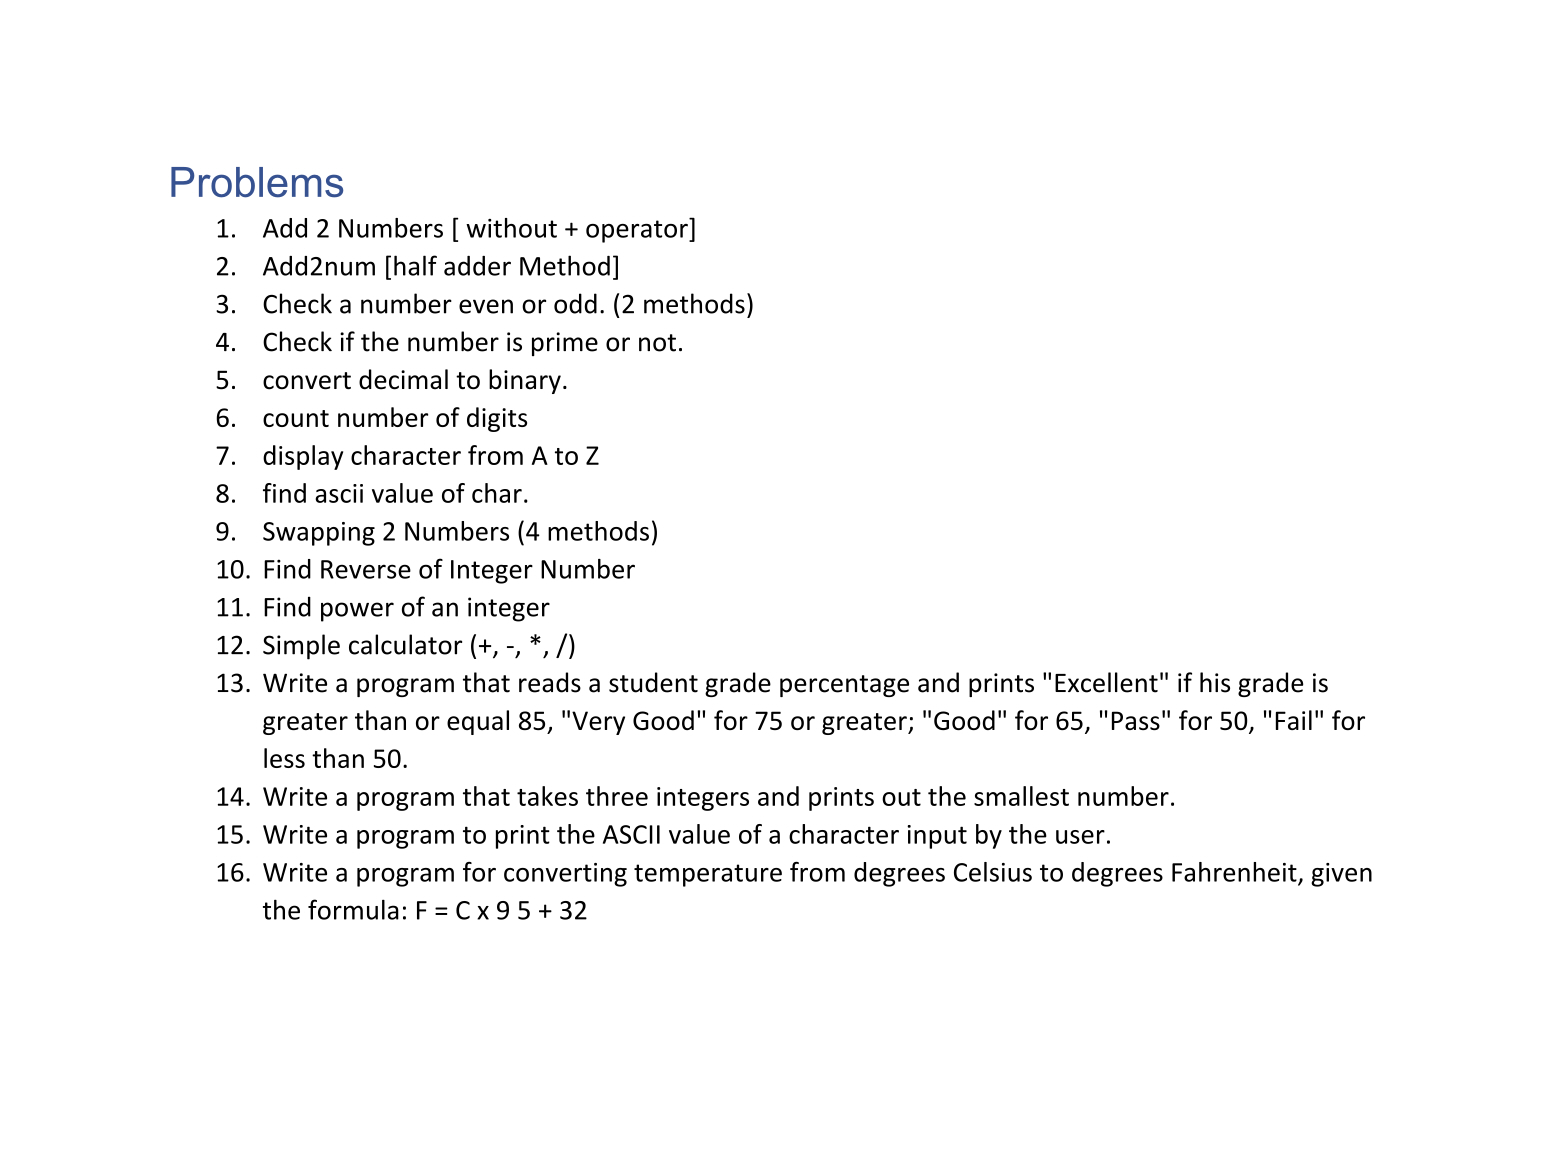 Problems
1. Add 2 Numbers [ without + operator]
2. Add2num [half adder Method]
3. Check a number even or odd. (2 methods)
4. Check if the number is prime or not.
5. convert decimal to binary.
6. count number of digits
7. display character from A to Z
8. find ascii value of char.
9. Swapping 2 Numbers (4 methods)
10. Find Reverse of Integer Number
11. Find power of an integer
12. Simple calculator (+, -, *, /)
13. Write a program that reads a student grade percentage and prints "Excellent" if his grade is
greater than or equal 85, "Very Good" for 75 or greater; "Good" for 65, "Pass" for 50, "Fail" for
less than 50.
14. Write a program that takes three integers and prints out the smallest number.
15. Write a program to print the ASCII value of a character input by the user.
16. Write a program for converting temperature from degrees Celsius to degrees Fahrenheit, given
the formula: F = C x 9 5 + 32